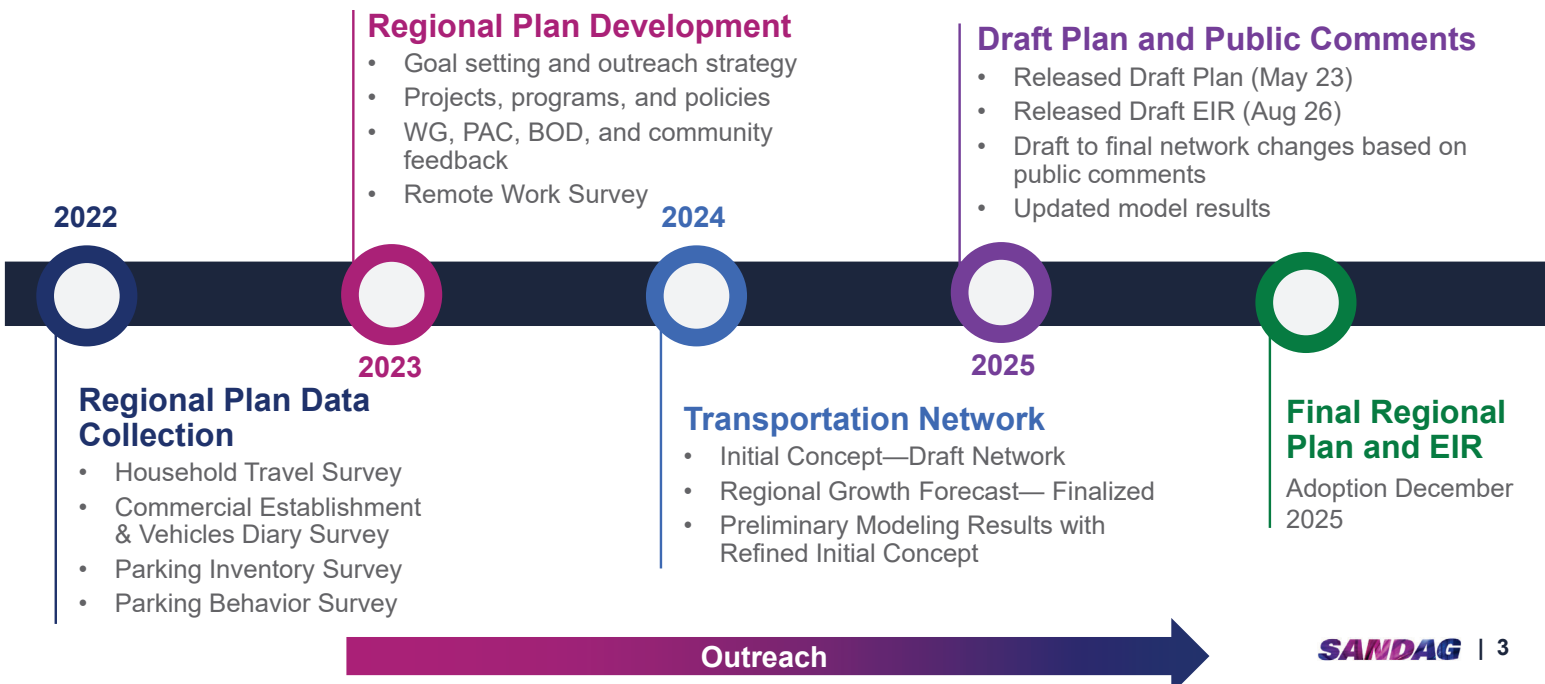 Regional Plan Development
• Goal setting and outreach strategy
• Projects, programs, and policies
• WG, PAC, BOD, and community
feedback
• Remote Work Survey
Draft Plan and Public Comments
• Released Draft Plan (May 23)
• Released Draft EIR (Aug 26)
• Draft to final network changes based on
public comments
• Updated model results
2022
2024
2023
2025
Regional Plan Data
Collection
• Household Travel Survey
• Commercial Establishment
& Vehicles Diary Survey
• Parking Inventory Survey
• Parking Behavior Survey
Transportation Network
• Initial Concept—Draft Network
• Regional Growth Forecast— Finalized
• Preliminary Modeling Results with
Refined Initial Concept
Final Regional
Plan and EIR
Adoption December
2025
Outreach
SANDAG | 3